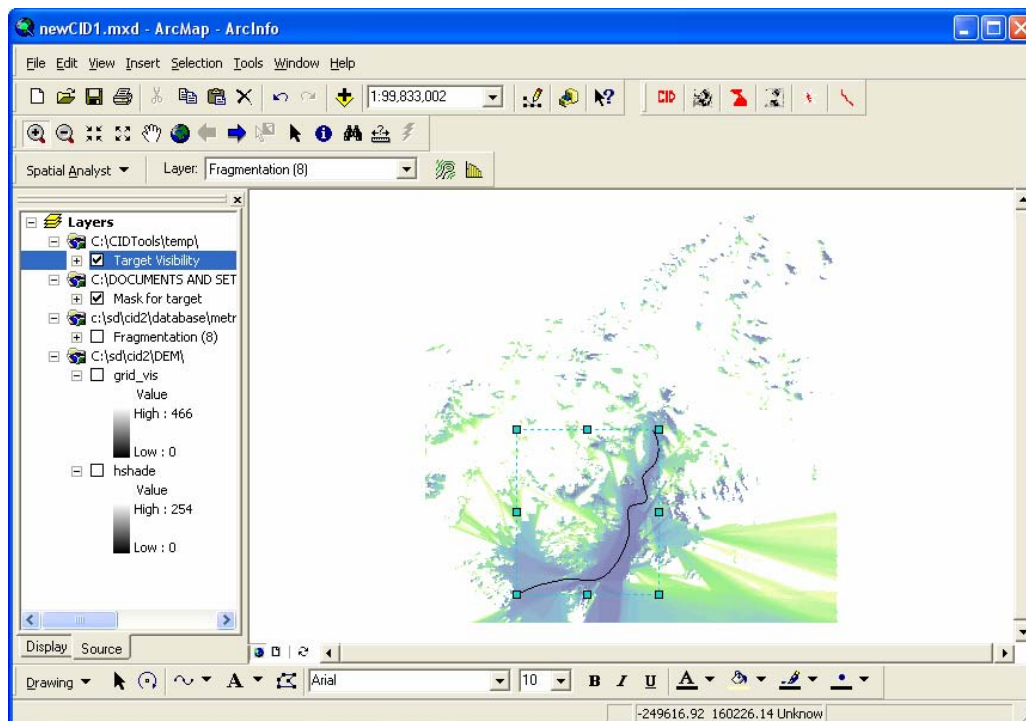 newCID1.mxd - ArcMap - ArcInfo
File Edit View Insert Selection Tools Window Help
1:99,833,002
CID
Spatial Analyst Layer: Fragmentation (8)
Layers
C:\CIDTools\temp\
Target Visibility
C:\DOCUMENTS AND SET
Mask for target
c:\sd\cid2\database\metr
Fragmentation (8)
C:\sd\cid2\DEM\
grid_vis
Value
High : 466
Low : 0
hshade
Value
High : 254
Low : 0
Display Source
Drawing A Arial 10 B I U A
-249616.92 160226.14 Unknow